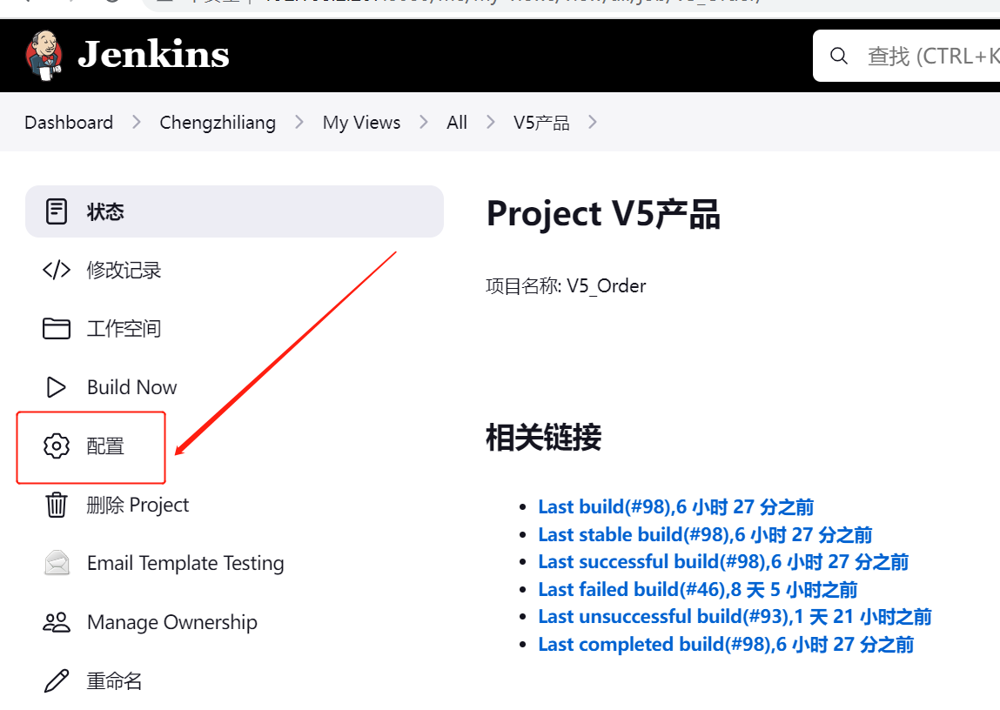 Jenkins
查找 (CTRL+K
Dashboard > Chengzhiliang > My Views > All > V5产品 >
状态
修改记录
工作空间
Build Now
配置
删除 Project
Email Template Testing
Manage Ownership
重命名
Project V5产品
项目名称: V5_Order
相关链接
Last build(#98),6 小时 27 分之前
Last stable build(#98),6 小时 27 分之前
Last successful build(#98),6 小时 27 分之前
Last failed build(#46),8 天 5 小时之前
Last unsuccessful build(#93),1 天 21 小时之前
Last completed build(#98),6 小时 27 分之前